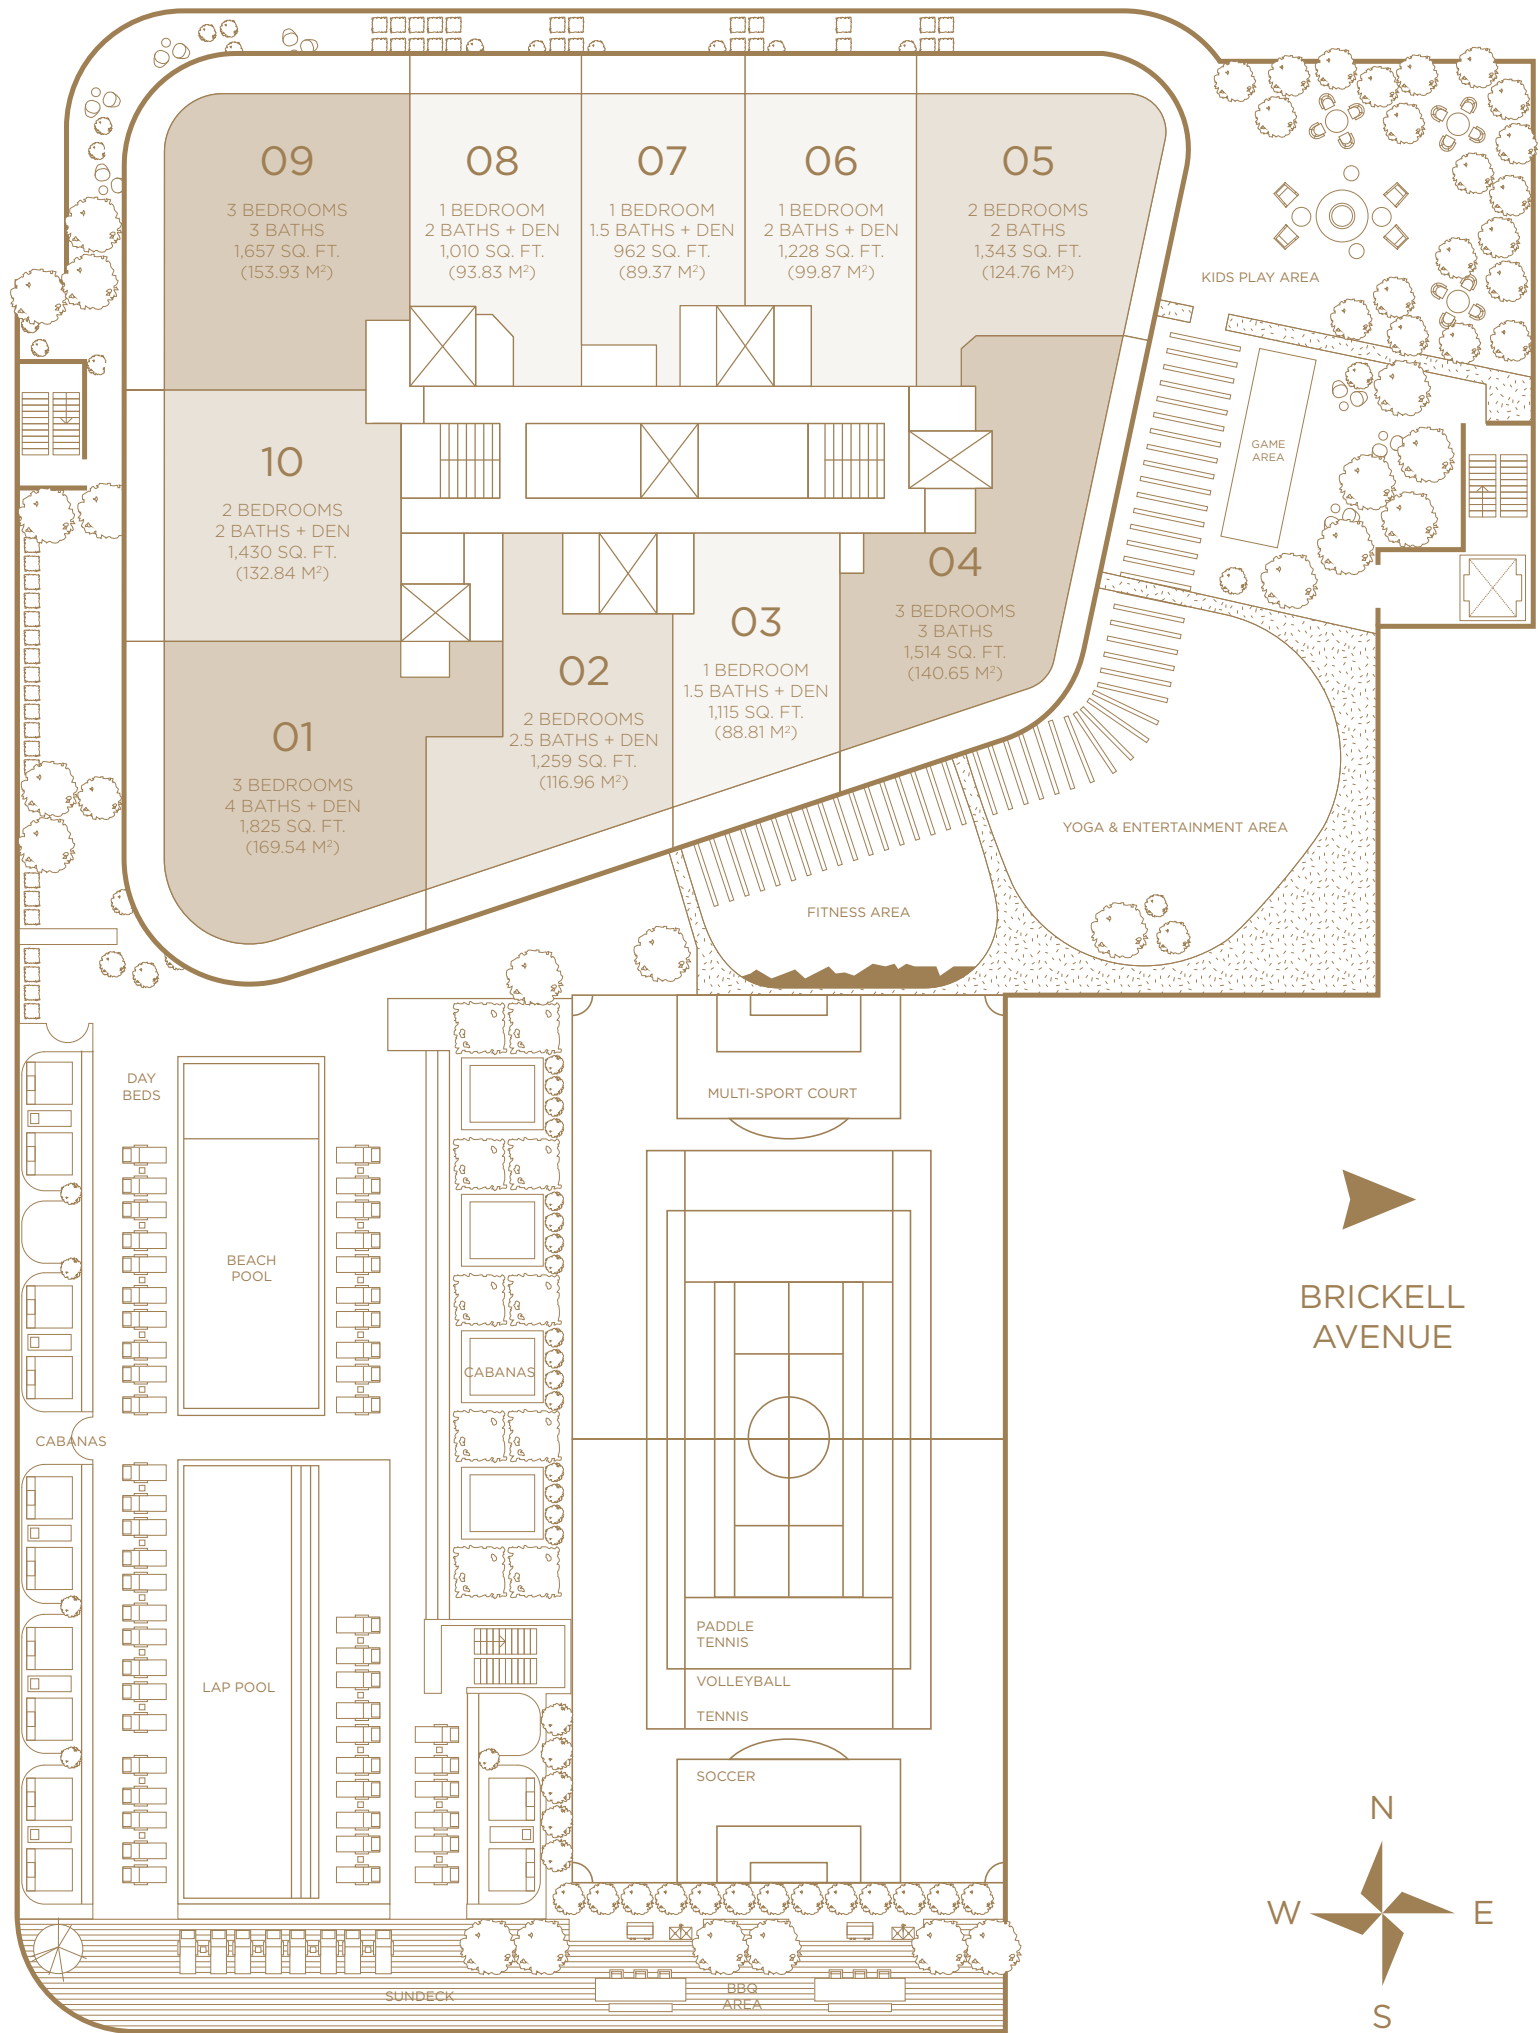 09
3 BEDROOMS
3 BATHS
1,657 SQ. FT.
(153.93 M²)
08
1 BEDROOM
2 BATHS + DEN
1,010 SQ. FT.
(93.83 M²)
07
1 BEDROOM
1.5 BATHS + DEN
962 SQ. FT.
(89.37 M²)
06
1 BEDROOM
2 BATHS + DEN
1,228 SQ. FT.
(99.87 M²)
05
2 BEDROOMS
2 BATHS
1,343 SQ. FT.
(124.76 M²)
KIDS PLAY AREA
GAME
AREA
10
2 BEDROOMS
2 BATHS + DEN
1,430 SQ. FT.
(132.84 M²)
04
3 BEDROOMS
3 BATHS
1,514 SQ. FT.
(140.65 M²)
03
1 BEDROOM
1.5 BATHS + DEN
1,115 SQ. FT.
(88.81 M²)
02
2 BEDROOMS
2.5 BATHS + DEN
1,259 SQ. FT.
(116.96 M²)
01
3 BEDROOMS
4 BATHS + DEN
1,825 SQ. FT.
(169.54 M²)
YOGA & ENTERTAINMENT AREA
FITNESS AREA
DAY
BEDS
MULTI-SPORT COURT
BEACH
POOL
BRICKELL
AVENUE
CABANAS
CABANAS
PADDLE
TENNIS
VOLLEYBALL
LAP POOL
TENNIS
SOCCER
N
W
E
S
SUNDECK
BBQ
AREA